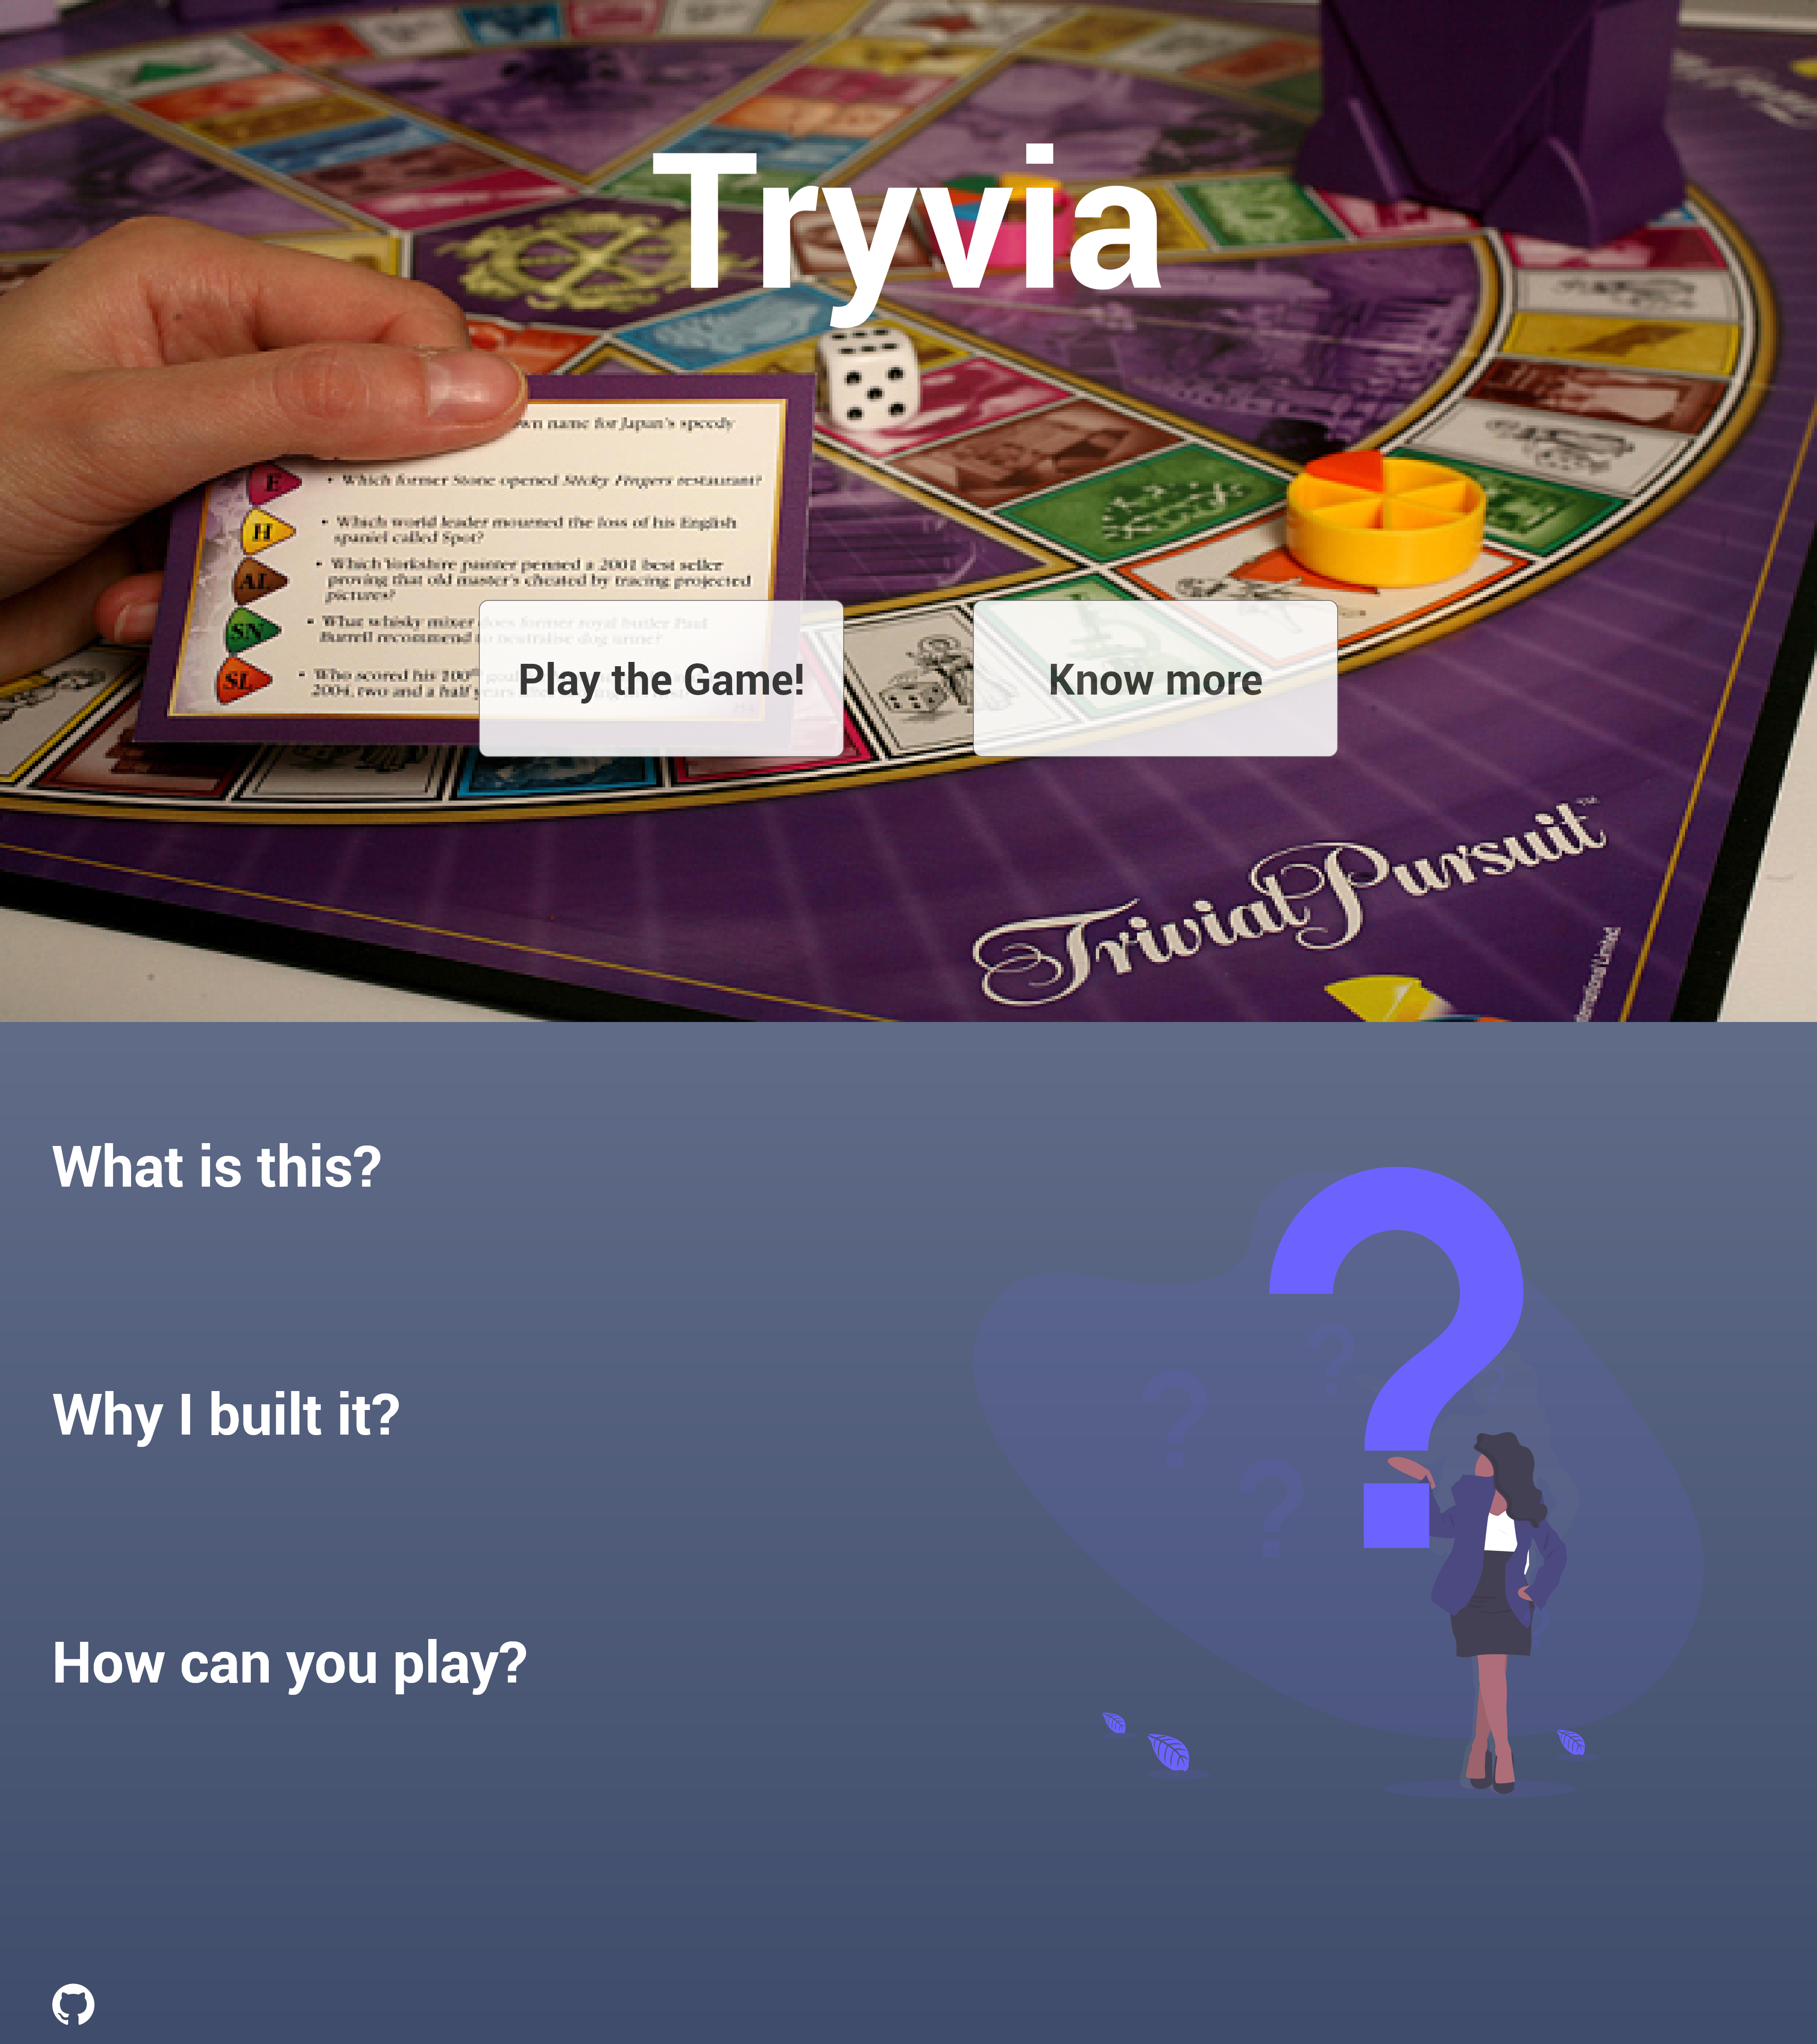 Tryvia
own name for Japan's speedy
E • Which former Stone opened Sticky Fingers restaurant?
H • Which world leader mourned the loss of his English
spaniel called Spot?
AL • Which Yorkshire painter penned a 2001 best seller
proving that old master's cheated by tracing projected
pictures?
SN • What whisky mixer does former royal butler Paul
Burrell recommend to neutralise dog urine?
SL • Who scored his 200th goal
2004, two and a half years
Play the Game!
Know more
Trivial Pursuit™
International Limited
What is this?
?
?
?
?
Why I built it?
How can you play?